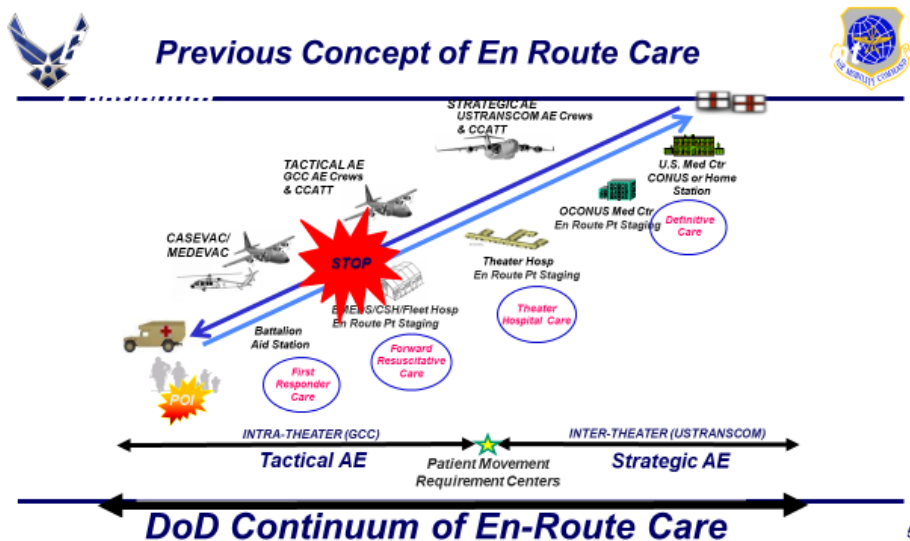 Previous Concept of En Route Care
AIR MOBILITY COMMAND
STRATEGIC AE
USTRANSCOM AE Crews
& CCATT
TACTICAL AE
GCC AE Crews
& CCATT
U.S. Med Ctr
CONUS or Home
Station
OCONUS Med Ctr
En Route Pt Staging
Definitive
Care
CASEVAC/
MEDEVAC
STOP
Theater Hosp
En Route Pt Staging
EMEDS/CSH/Fleet Hosp
En Route Pt Staging
Theater
Hospital Care
Battalion
Aid Station
Forward
Resuscitative
Care
First
Responder
Care
POI
INTRA-THEATER (GCC)
INTER-THEATER (USTRANSCOM)
Tactical AE
Strategic AE
Patient Movement
Requirement Centers
DoD Continuum of En-Route Care